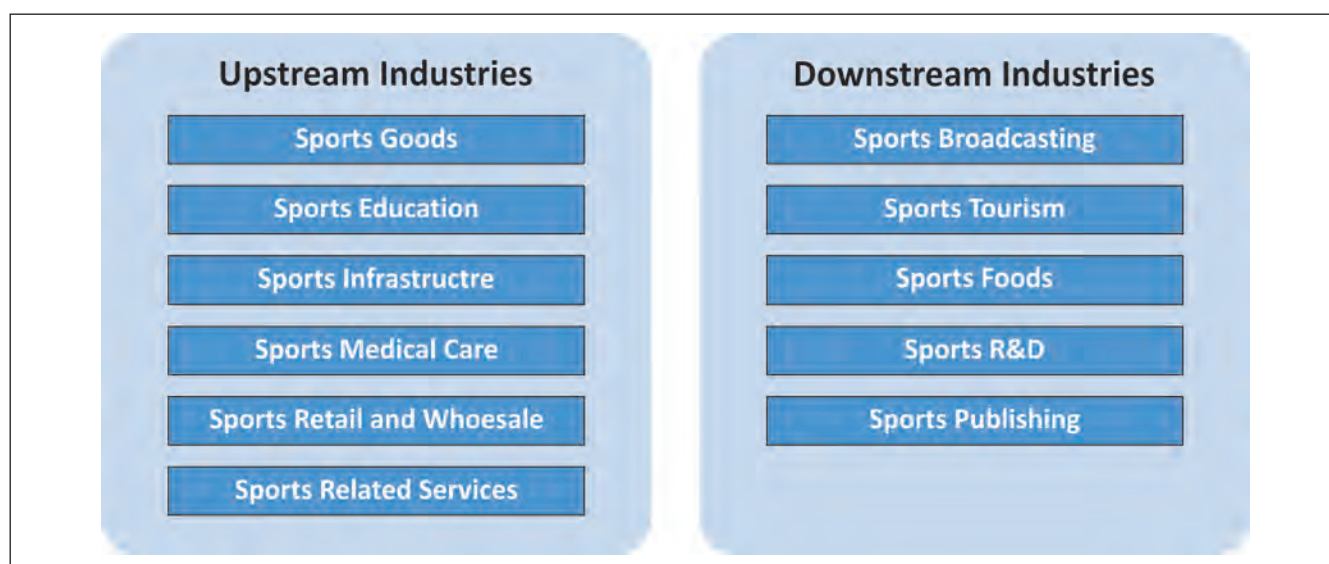 Upstream Industries
Sports Goods
Sports Education
Sports Infrastructre
Sports Medical Care
Sports Retail and Whoesale
Sports Related Services
Downstream Industries
Sports Broadcasting
Sports Tourism
Sports Foods
Sports R&D
Sports Publishing